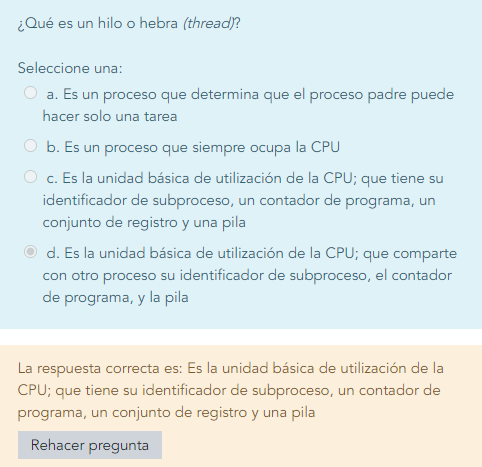 ¿Qué es un hilo o hebra (thread)?
Seleccione una:
a. Es un proceso que determina que el proceso padre puede
hacer solo una tarea
b. Es un proceso que siempre ocupa la CPU
c. Es la unidad básica de utilización de la CPU; que tiene su
identificador de subproceso, un contador de programa, un
conjunto de registro y una pila
d. Es la unidad básica de utilización de la CPU; que comparte
con otro proceso su identificador de subproceso, el contador
de programa, y la pila
La respuesta correcta es: Es la unidad básica de utilización de la
CPU; que tiene su identificador de subproceso, un contador de
programa, un conjunto de registro y una pila
Rehacer pregunta